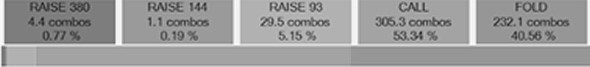 RAISE 380
4.4 combos
0.77 %
RAISE 144
1.1 combos
0.19 %
RAISE 93
29.5 combos
5.15 %
CALL
305.3 combos
53.34 %
FOLD
232.1 combos
40.56 %